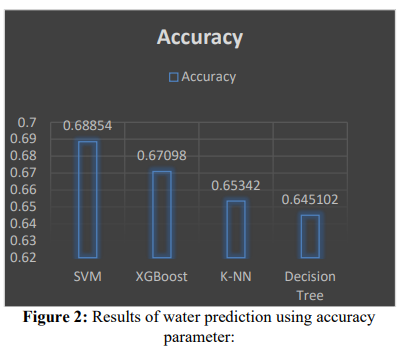 Accuracy
Accuracy
0.7
0.69
0.68
0.67
0.66
0.65
0.64
0.63
0.62
0.68854
0.67098
0.65342
0.645102
SVM
XGBoost
K-NN
Decision
Tree
Figure 2: Results of water prediction using accuracy
parameter: